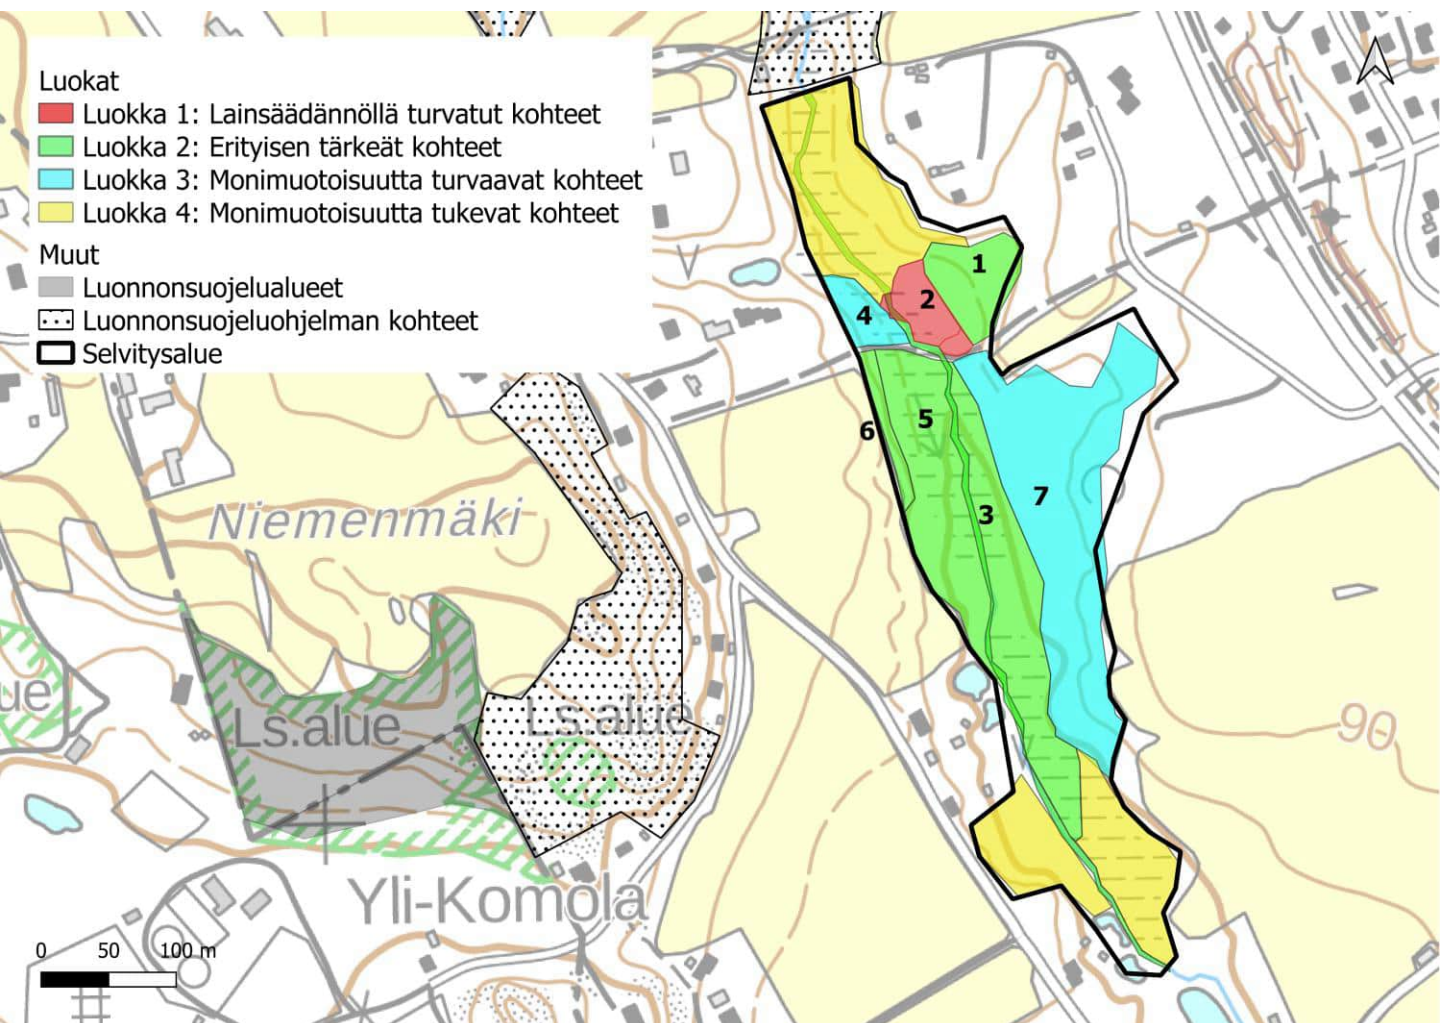 Luokat
Luokka 1: Lainsäädännöllä turvatut kohteet
Luokka 2: Erityisen tärkeät kohteet
Luokka 3: Monimuotoisuutta turvaavat kohteet
Luokka 4: Monimuotoisuutta tukevat kohteet
Muut
Luonnonsuojelualueet
Luonnonsuojeluohjelman kohteet
Selvitysalue
1
2
4
5
6
7
3
Niemenmäki
ue
Ls.alue
Ls.alue
90
Yli-Komola
0 50 100 m